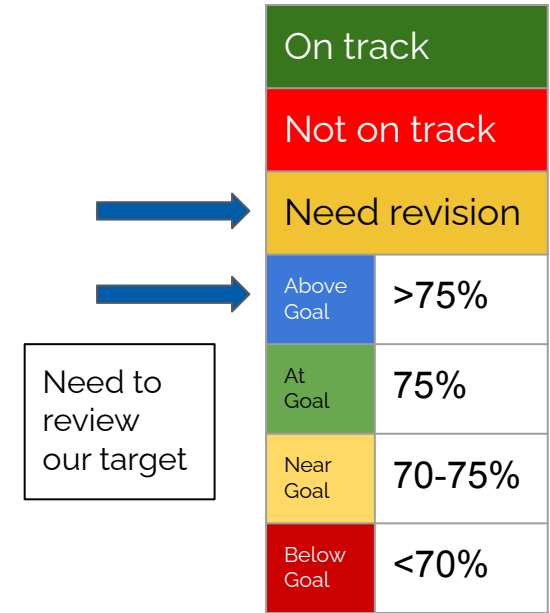 On track
Not on track
Need revision
Above
Goal
>75%
At
Goal
75%
Near
Goal
70-75%
Below
Goal
<70%
Need to
review
our target